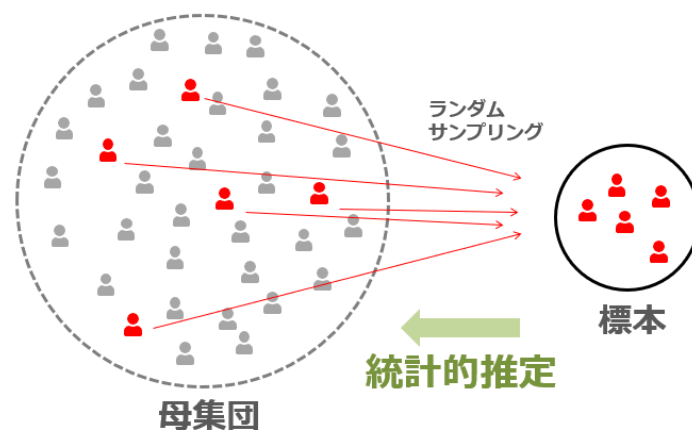 ランダム
サンプリング
標本
統計的推定
母集団